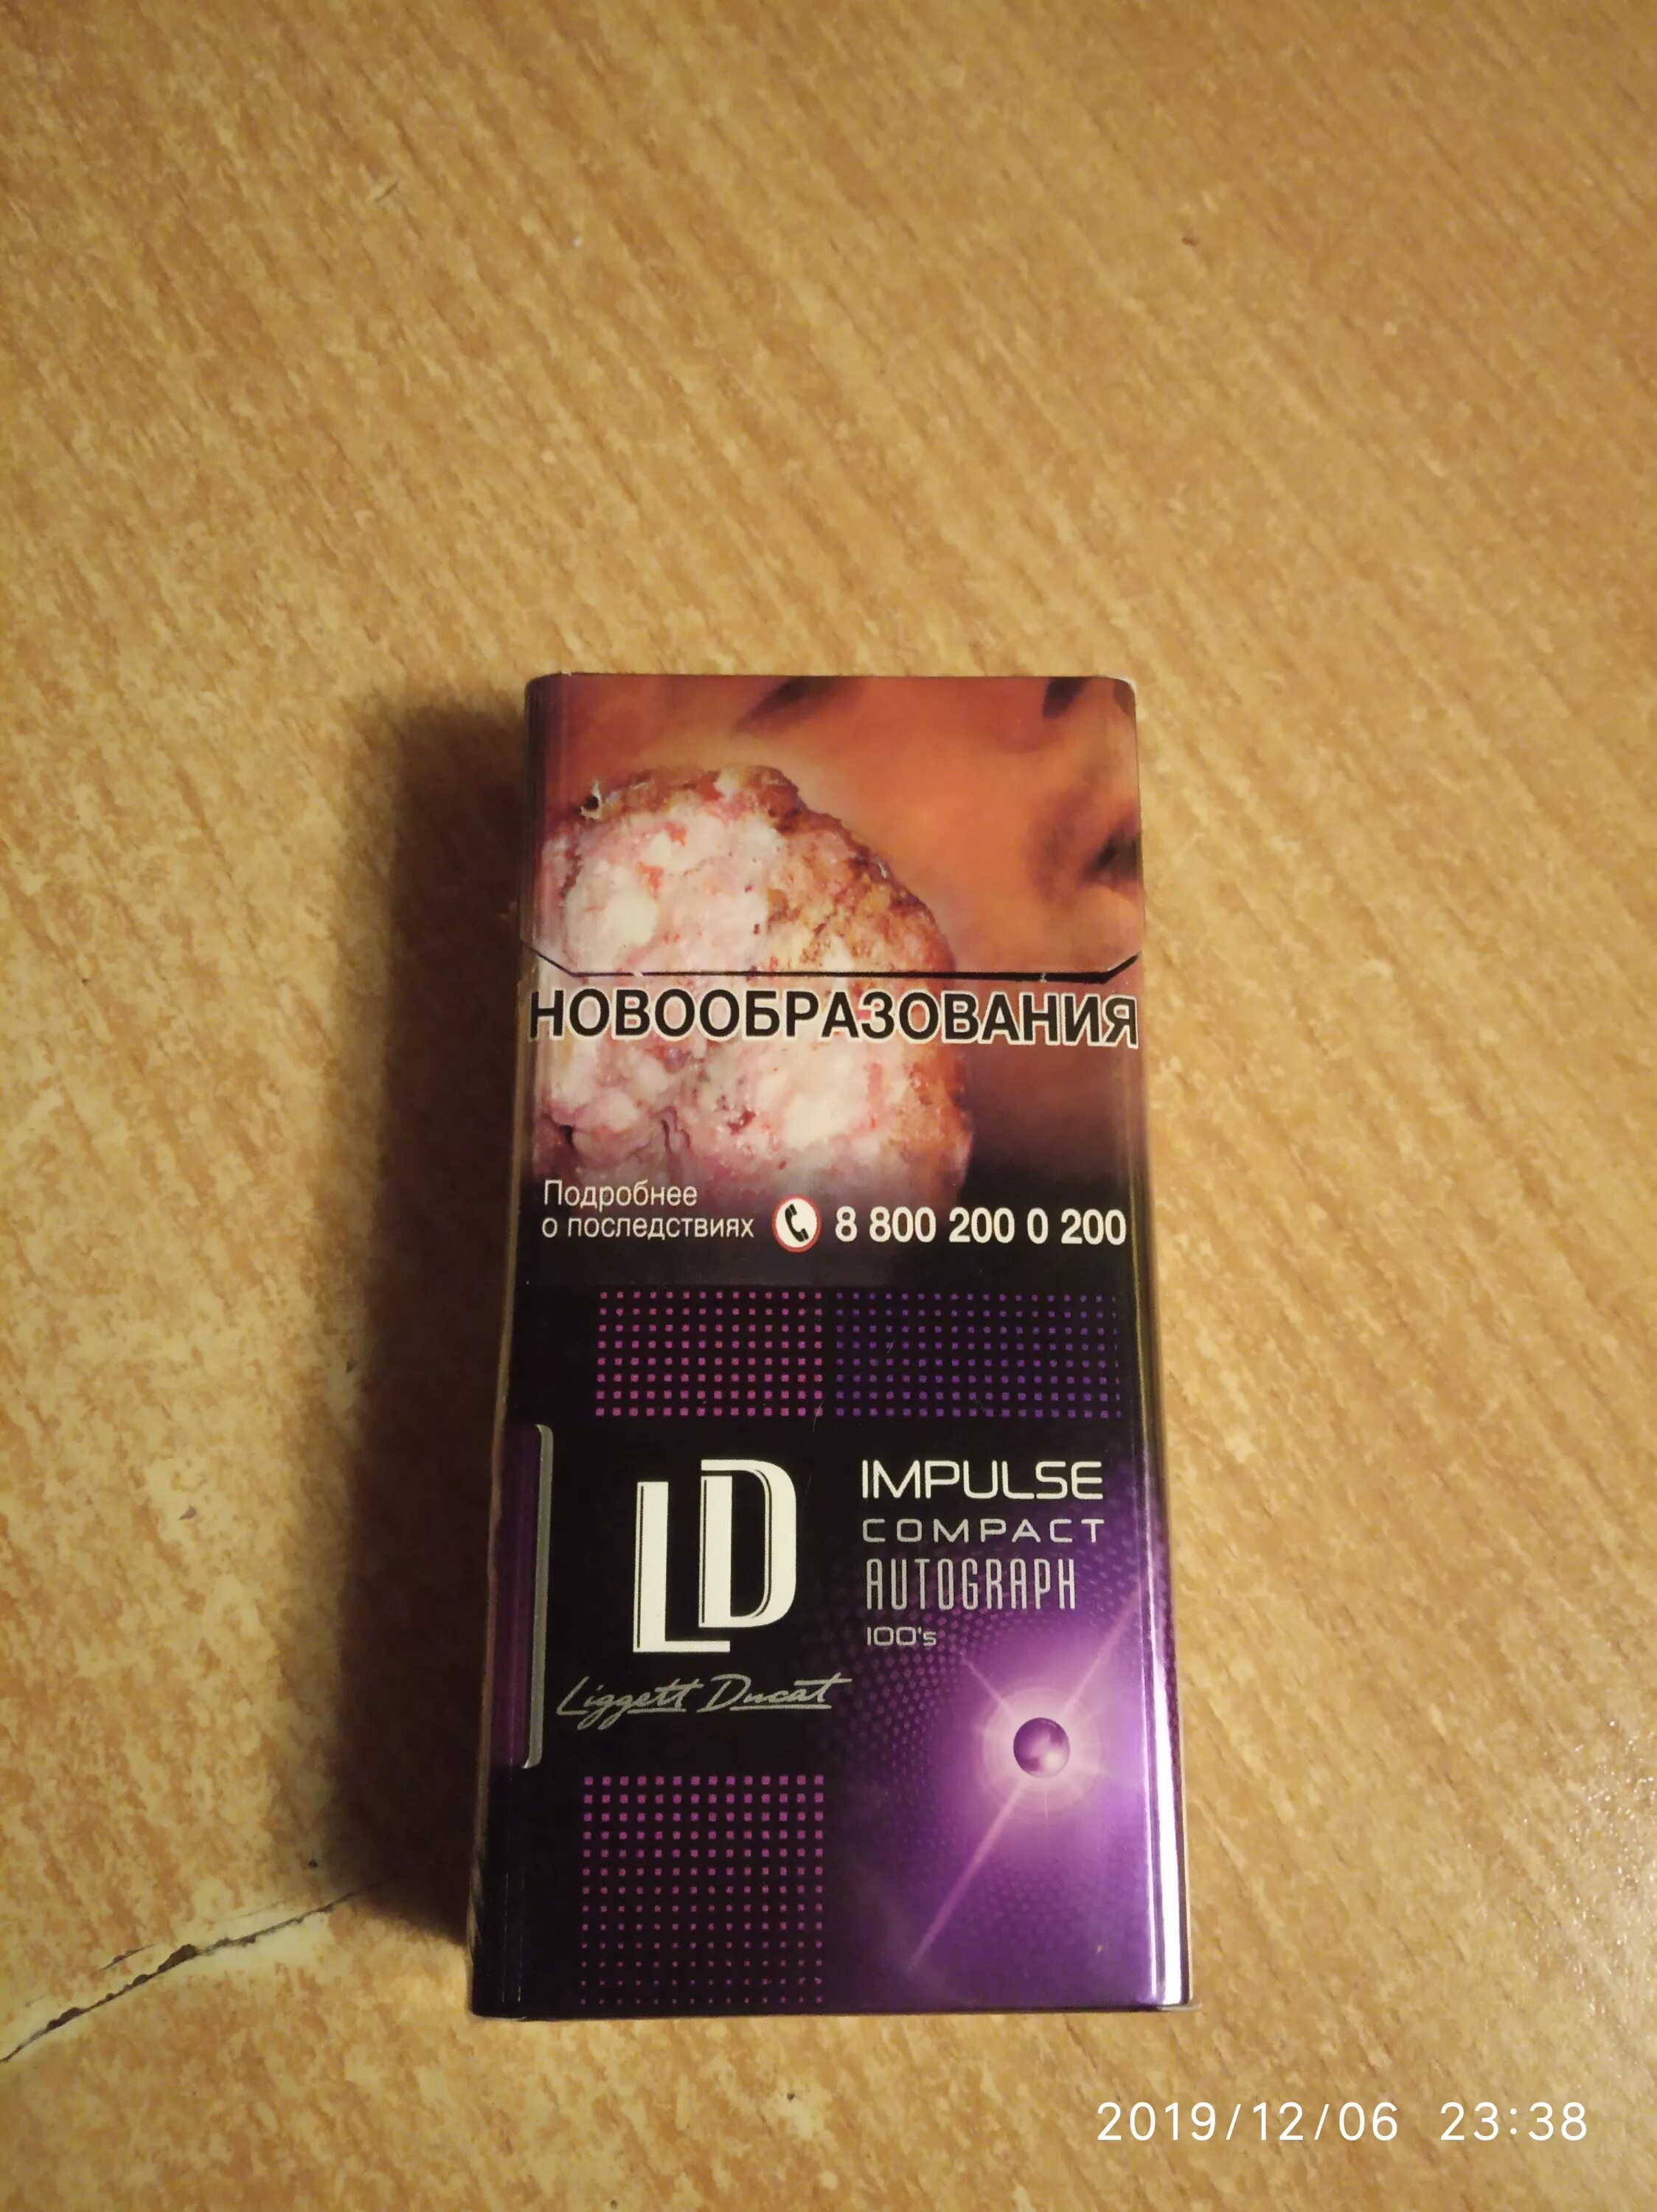 НОВООБРАЗОВАНИЯ
Подробнее
о последствиях 8 800 200 0 200
LD
Liggett Ducat
IMPULSE
COMPACT
AUTOGRAPH
100's
2019/12/06 23:38